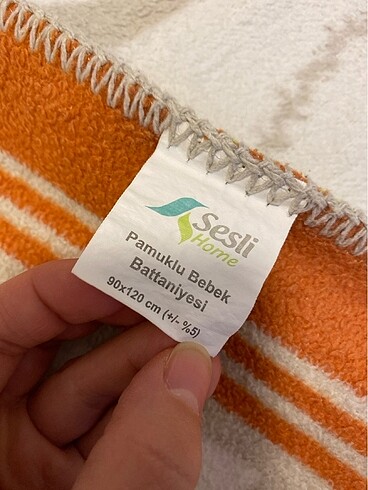 Sesli
Home
Pamuklu Bebek
Battaniyesi
90x120 cm (+/- %5)